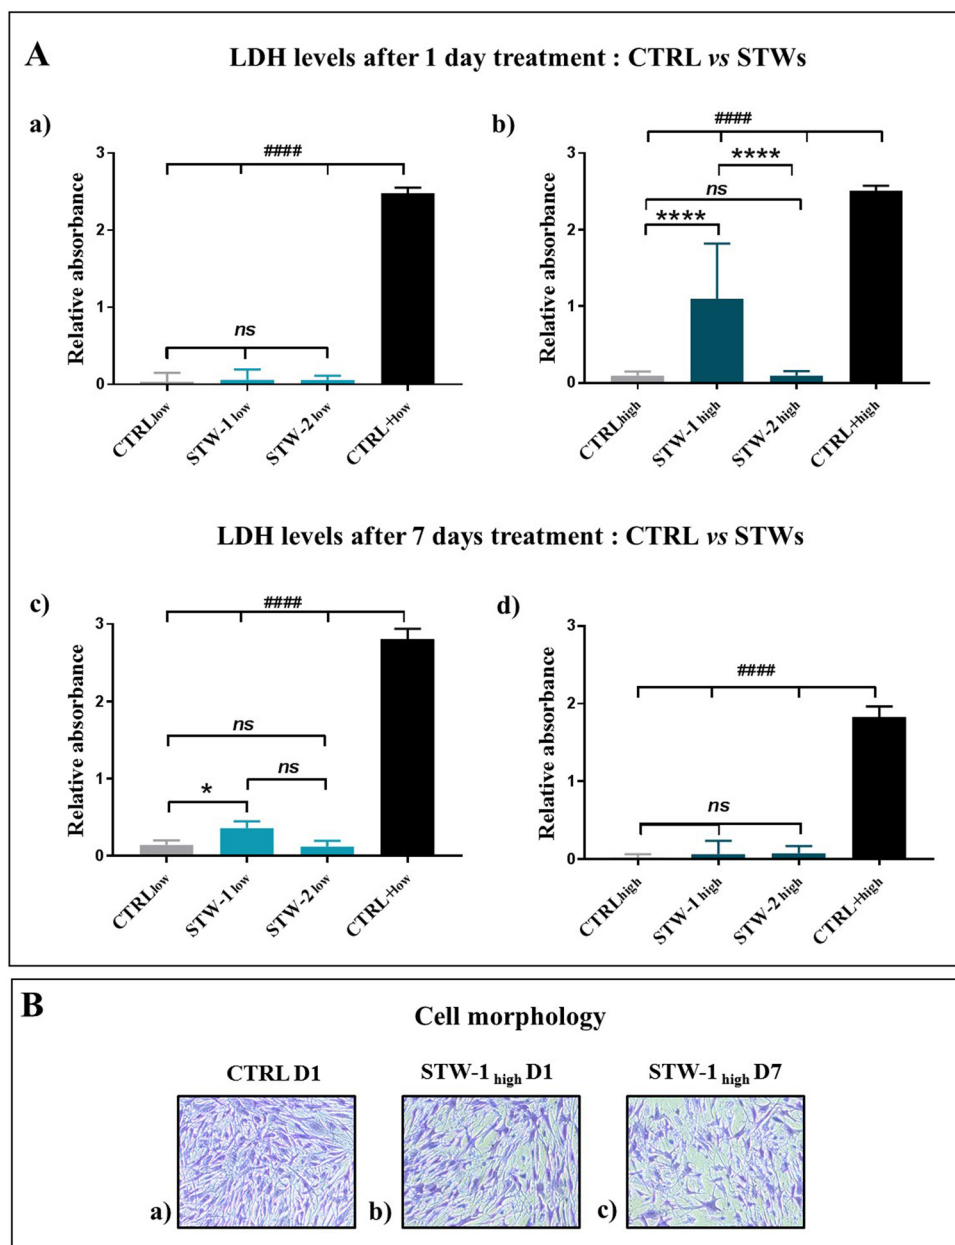 A
LDH levels after 1 day treatment : CTRL vs STWs
a)
####
3
2
1
0
Relative absorbance
ns
CTRLlow
STW-1 low
STW-2 low
CTRL+low
b)
####
****
ns
****
3
2
1
0
Relative absorbance
CTRLhigh
STW-1 high
STW-2 high
CTRL+high
LDH levels after 7 days treatment : CTRL vs STWs
c)
####
3
2
1
0
Relative absorbance
ns
ns
*
CTRLlow
STW-1 low
STW-2 low
CTRL+low
d)
####
3
2
1
0
Relative absorbance
ns
CTRLhigh
STW-1 high
STW-2 high
CTRL+high
B
Cell morphology
CTRL D1
STW-1 high D1
STW-1 high D7
a)
b)
c)